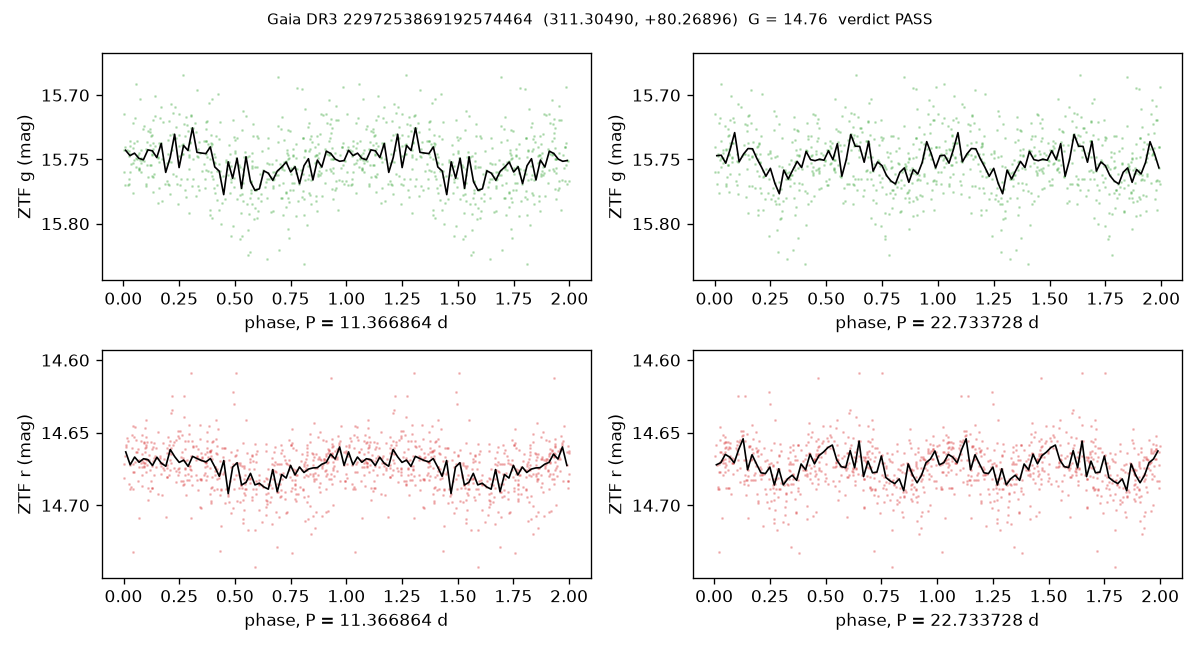 Gaia DR3 2297253869192574464  (311.30490, +80.26896)  G = 14.76  verdict PASS
ZTF g (mag)
15.70
15.75
15.80
0.00 0.25 0.50 0.75 1.00 1.25 1.50 1.75 2.00
phase, P = 11.366864 d
ZTF g (mag)
15.70
15.75
15.80
0.00 0.25 0.50 0.75 1.00 1.25 1.50 1.75 2.00
phase, P = 22.733728 d
ZTF r (mag)
14.60
14.65
14.70
0.00 0.25 0.50 0.75 1.00 1.25 1.50 1.75 2.00
phase, P = 11.366864 d
ZTF r (mag)
14.60
14.65
14.70
0.00 0.25 0.50 0.75 1.00 1.25 1.50 1.75 2.00
phase, P = 22.733728 d